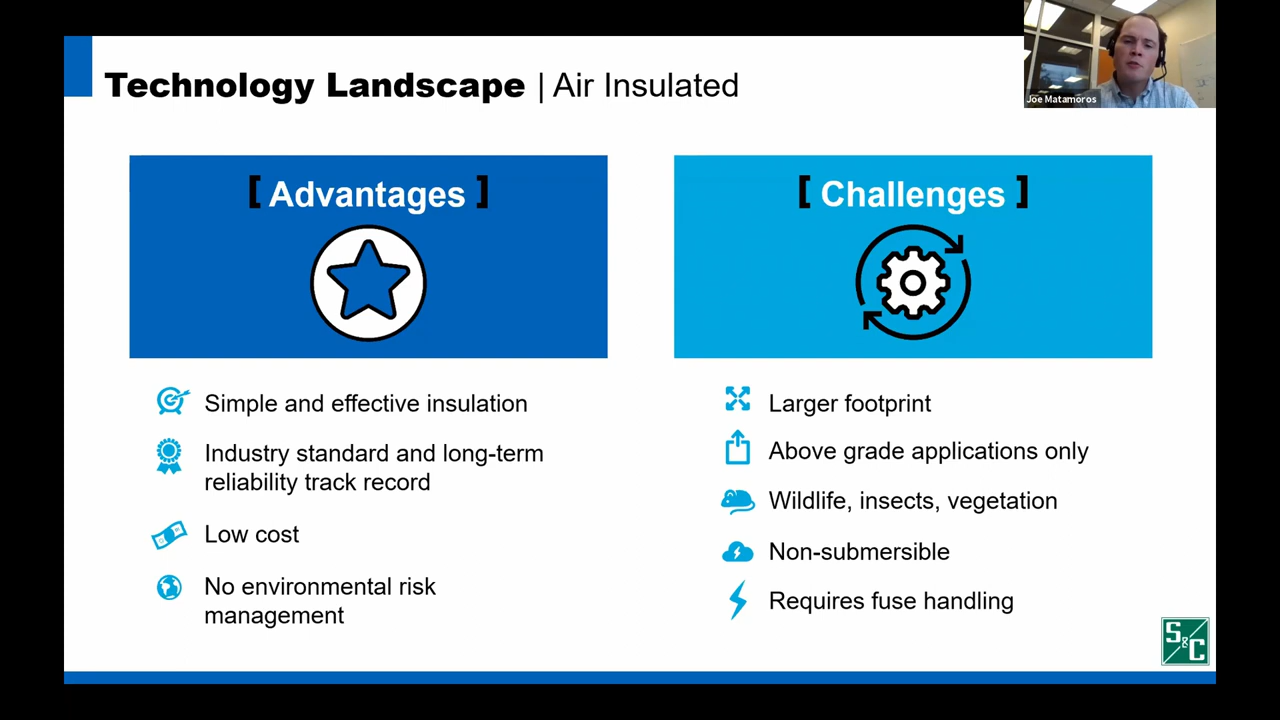 Technology Landscape | Air Insulated
Joe Matamoros
[ Advantages ]
[ Challenges ]
Simple and effective insulation
Industry standard and long-term
reliability track record
Low cost
No environmental risk
management
Larger footprint
Above grade applications only
Wildlife, insects, vegetation
Non-submersible
Requires fuse handling
S&C